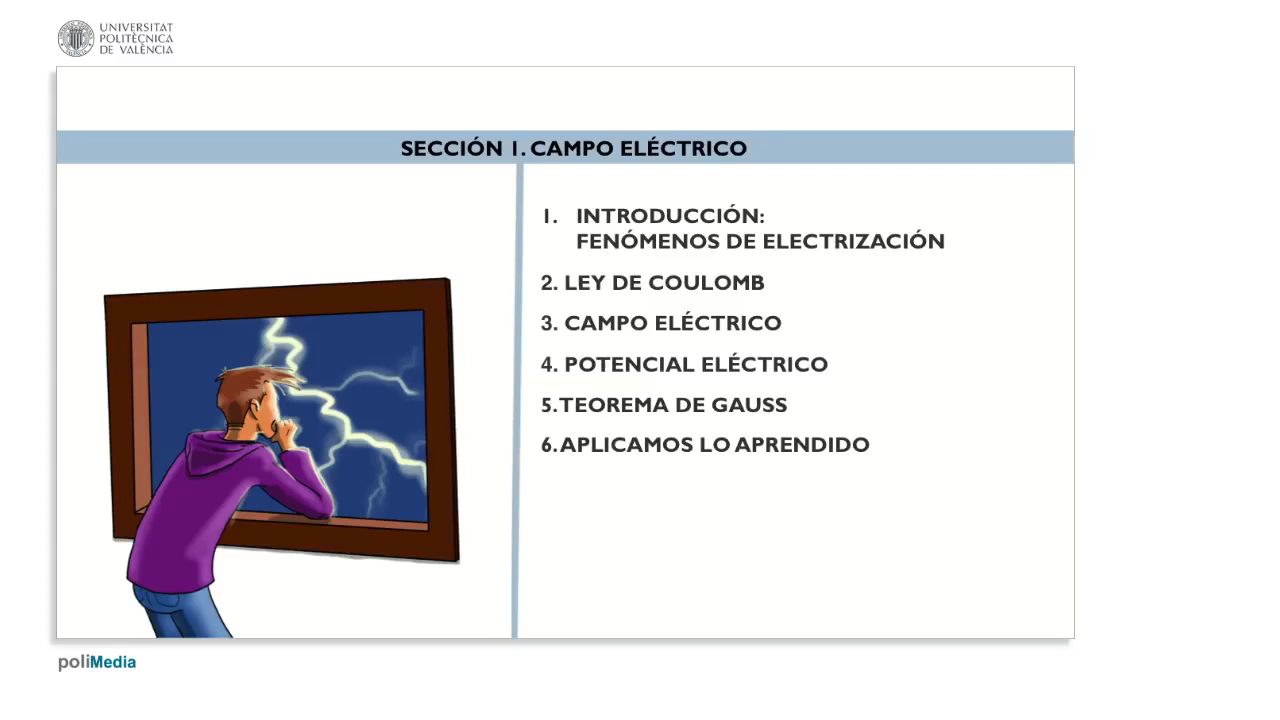 UNIVERSITAT
POLITÈCNICA
DE VALÈNCIA
SECCIÓN 1. CAMPO ELÉCTRICO
1. INTRODUCCIÓN:
FENÓMENOS DE ELECTRIZACIÓN
2. LEY DE COULOMB
3. CAMPO ELÉCTRICO
4. POTENCIAL ELÉCTRICO
5. TEOREMA DE GAUSS
6. APLICAMOS LO APRENDIDO
poliMedia